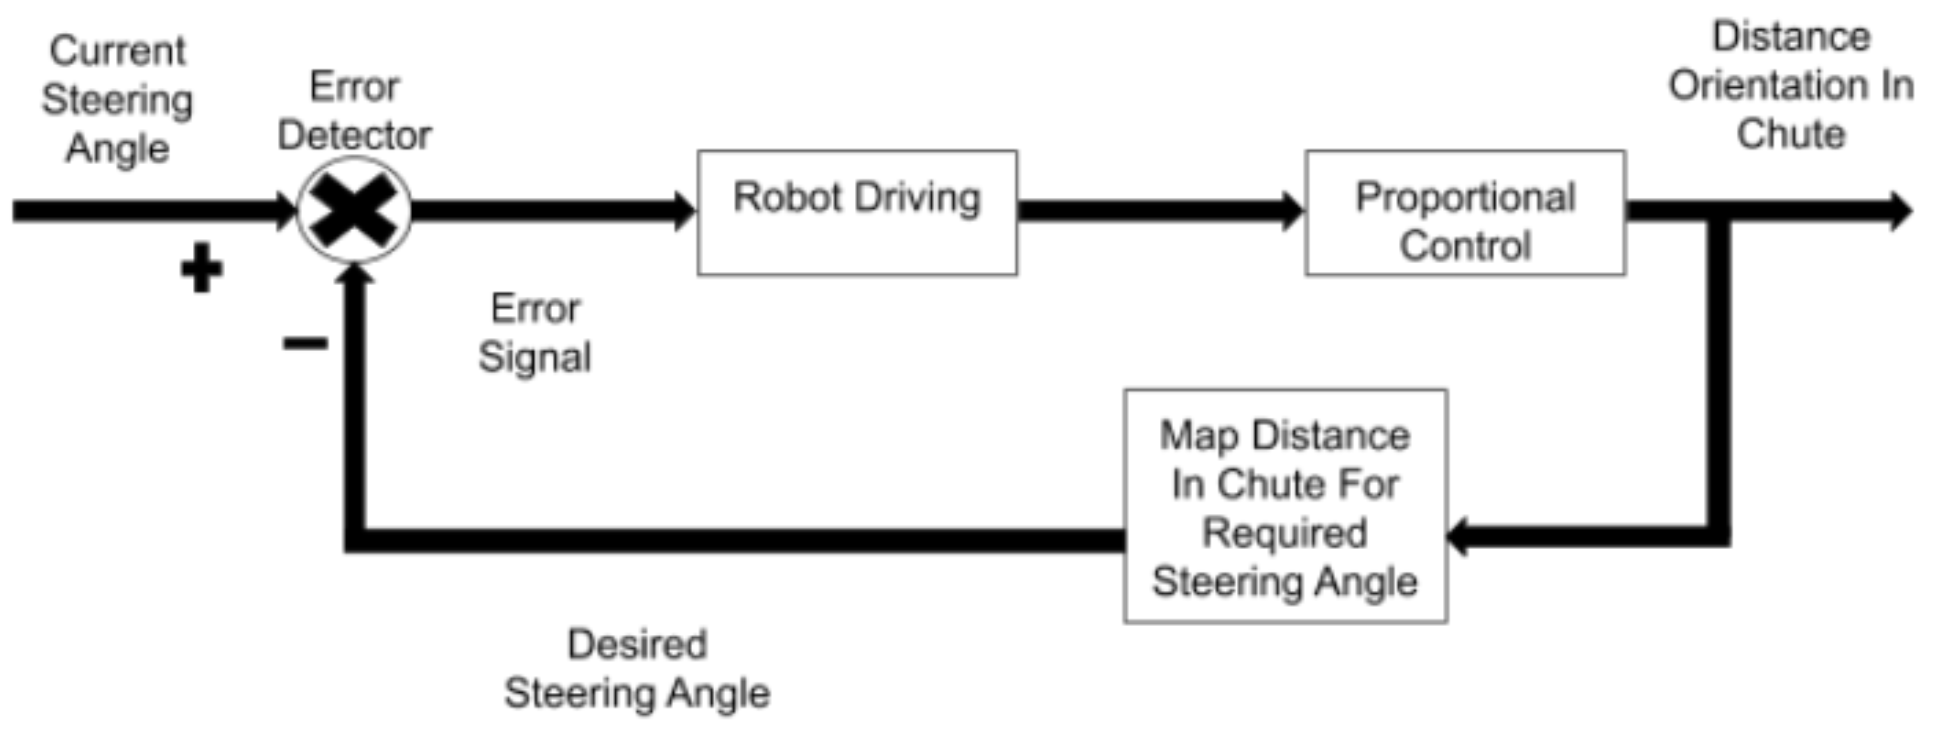 Current
Steering
Angle
Error
Detector
Robot Driving
Proportional
Control
Distance
Orientation In
Chute
+
−
Error
Signal
Map Distance
In Chute For
Required
Steering Angle
Desired
Steering Angle